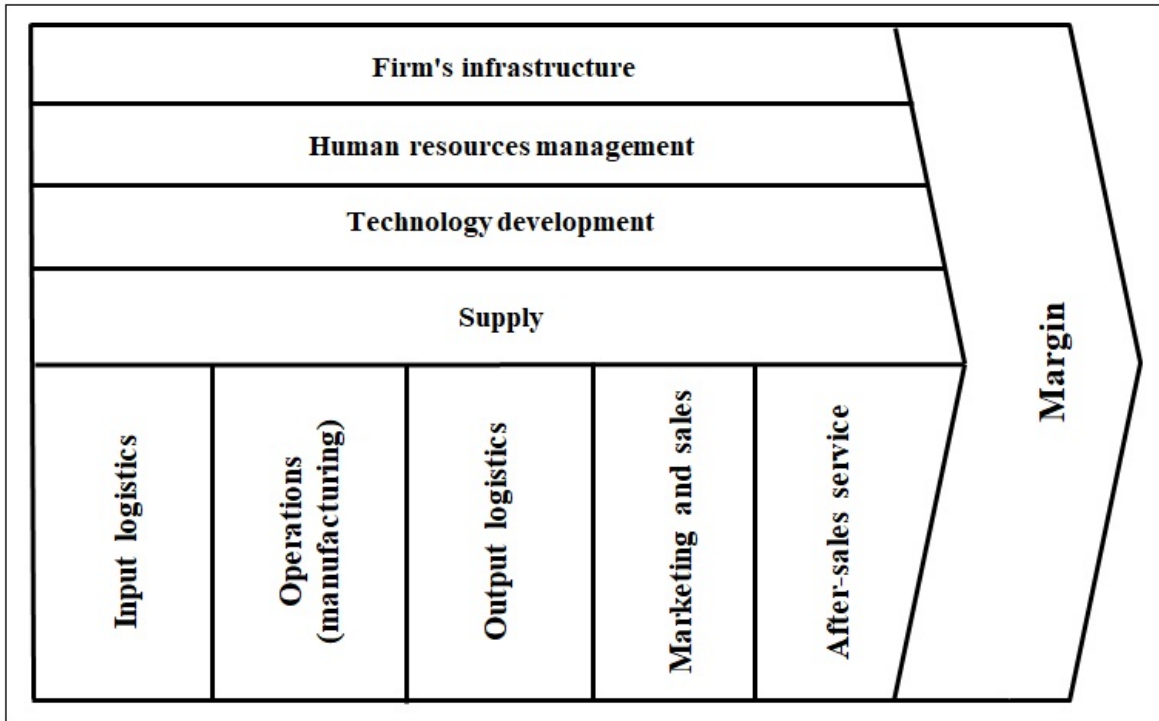 Firm's infrastructure
Human resources management
Technology development
Supply
Input logistics
Operations
(manufacturing)
Output logistics
Marketing and sales
After-sales service
Margin